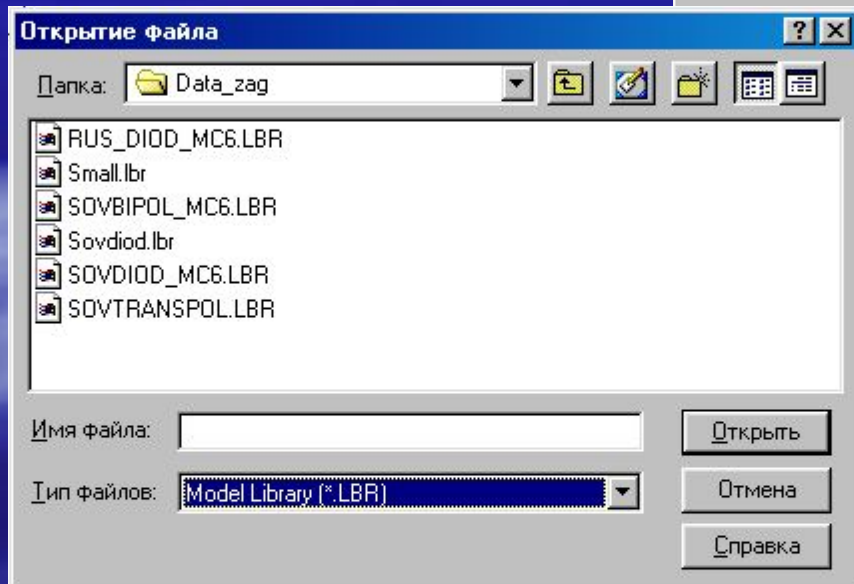 Открытие файла
Папка: Data_zag
RUS_DIOD_MC6.LBR
Small.lbr
SOVBIPOL_MC6.LBR
Sovdiod.lbr
SOVDIOD_MC6.LBR
SOVTRANSPOL.LBR
Имя файла: Открыть
Тип файлов: Model Library (*.LBR) Отмена
Справка